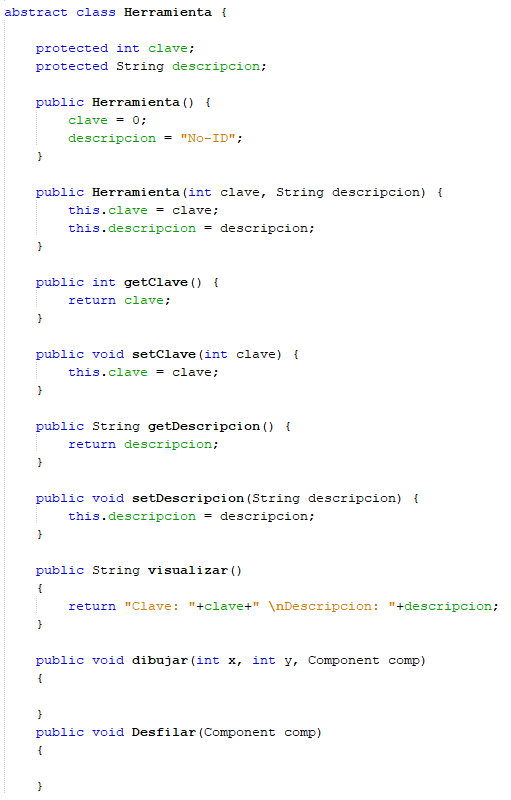 abstract class Herramienta {
protected int clave;
protected String descripcion;
public Herramienta() {
clave = 0;
descripcion = "No-ID";
}
public Herramienta(int clave, String descripcion) {
this.clave = clave;
this.descripcion = descripcion;
}
public int getClave() {
return clave;
}
public void setClave(int clave) {
this.clave = clave;
}
public String getDescripcion() {
return descripcion;
}
public void setDescripcion(String descripcion) {
this.descripcion = descripcion;
}
public String visualizar()
{
return "Clave: "+clave+" \nDescripcion: "+descripcion;
}
public void dibujar(int x, int y, Component comp)
{
}
public void Desfilar(Component comp)
{
}